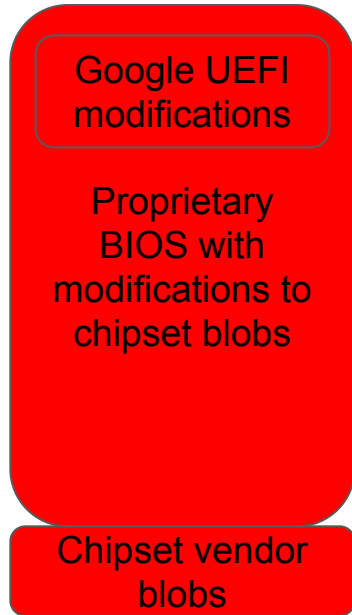 Google UEFI
modifications
Proprietary
BIOS with
modifications to
chipset blobs
Chipset vendor
blobs